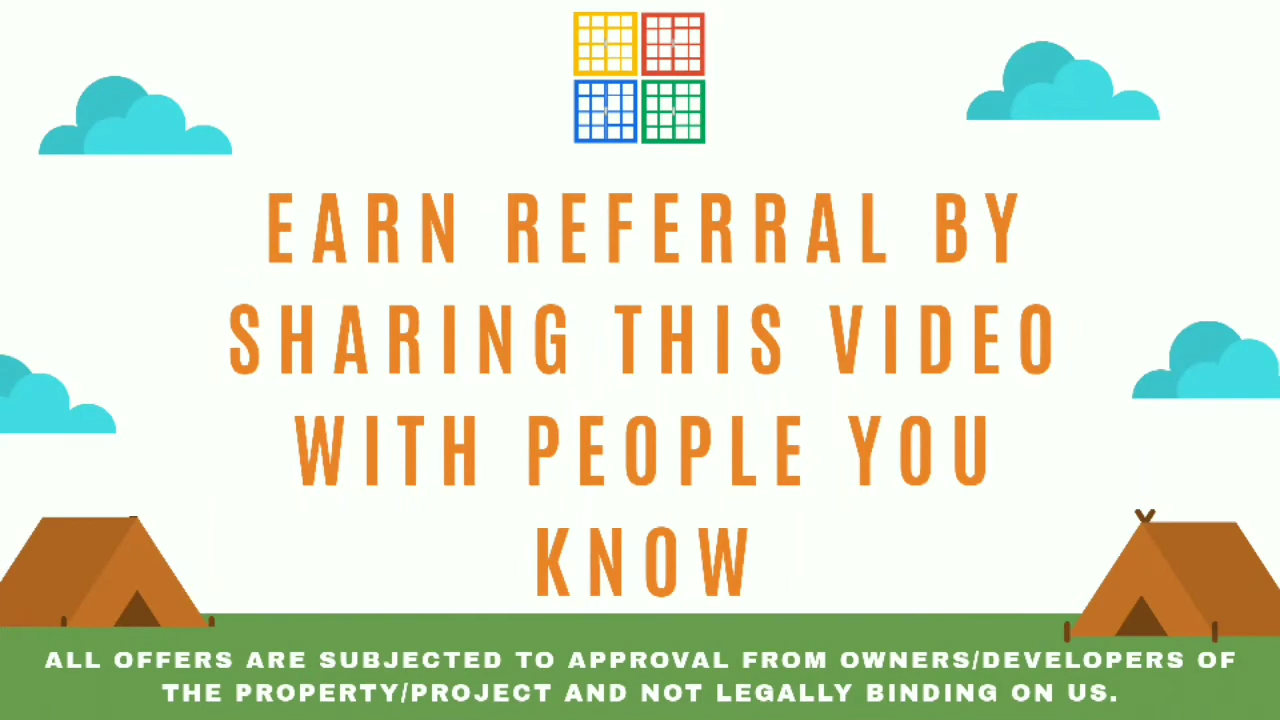 EARN REFERRAL BY
SHARING THIS VIDEO
WITH PEOPLE YOU
KNOW
ALL OFFERS ARE SUBJECTED TO APPROVAL FROM OWNERS/DEVELOPERS OF
THE PROPERTY/PROJECT AND NOT LEGALLY BINDING ON US.